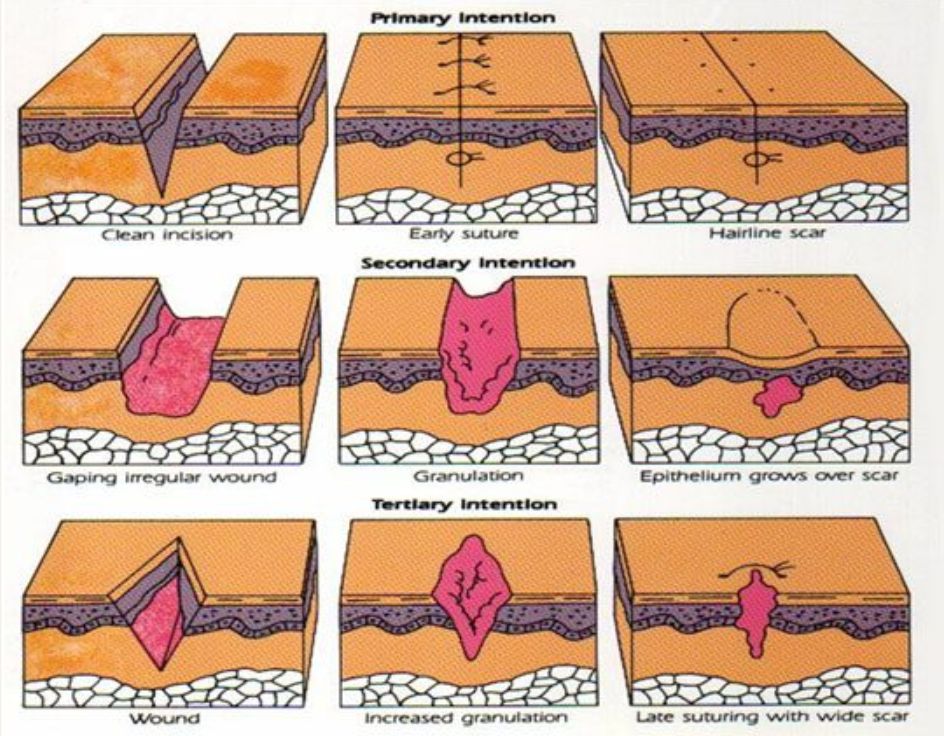 Primary Intention
Clean incision
Early suture
Hairline scar
Secondary Intention
Gaping irregular wound
Granulation
Epithelium grows over scar
Tertiary Intention
Wound
Increased granulation
Late suturing with wide scar